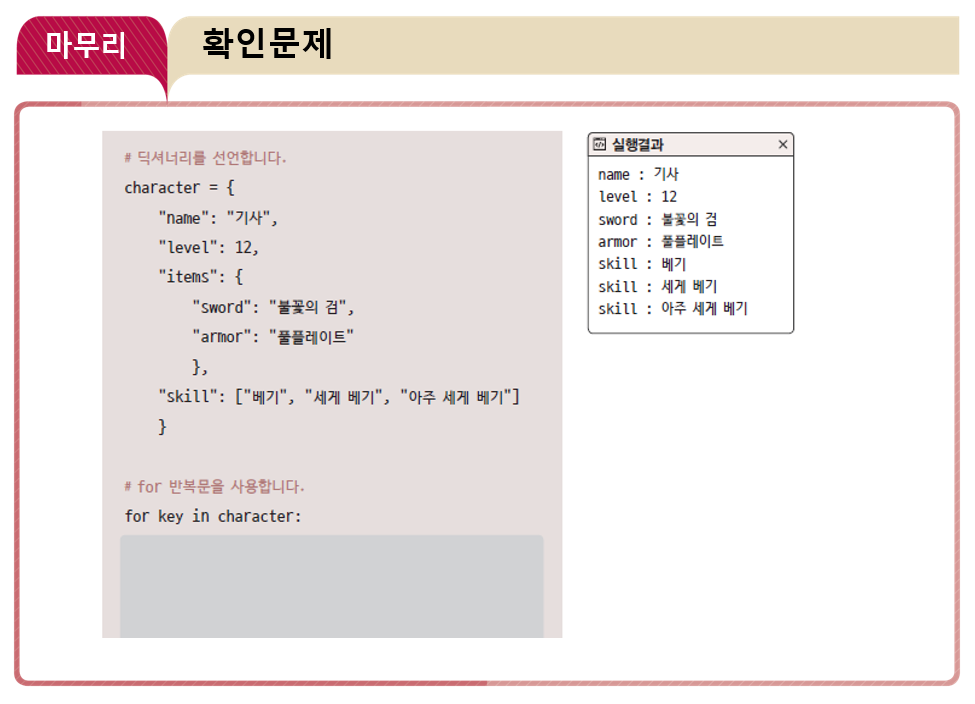 마무리
확인문제
# 딕셔너리를 선언합니다.
character = {
    "name": "기사",
    "level": 12,
    "items": {
        "sword": "불꽃의 검",
        "armor": "풀플레이트"
        },
    "skill": ["베기", "세게 베기", "아주 세게 베기"]
    }
# for 반복문을 사용합니다.
for key in character:
실행결과
name : 기사
level : 12
sword : 불꽃의 검
armor : 풀플레이트
skill : 베기
skill : 세게 베기
skill : 아주 세게 베기